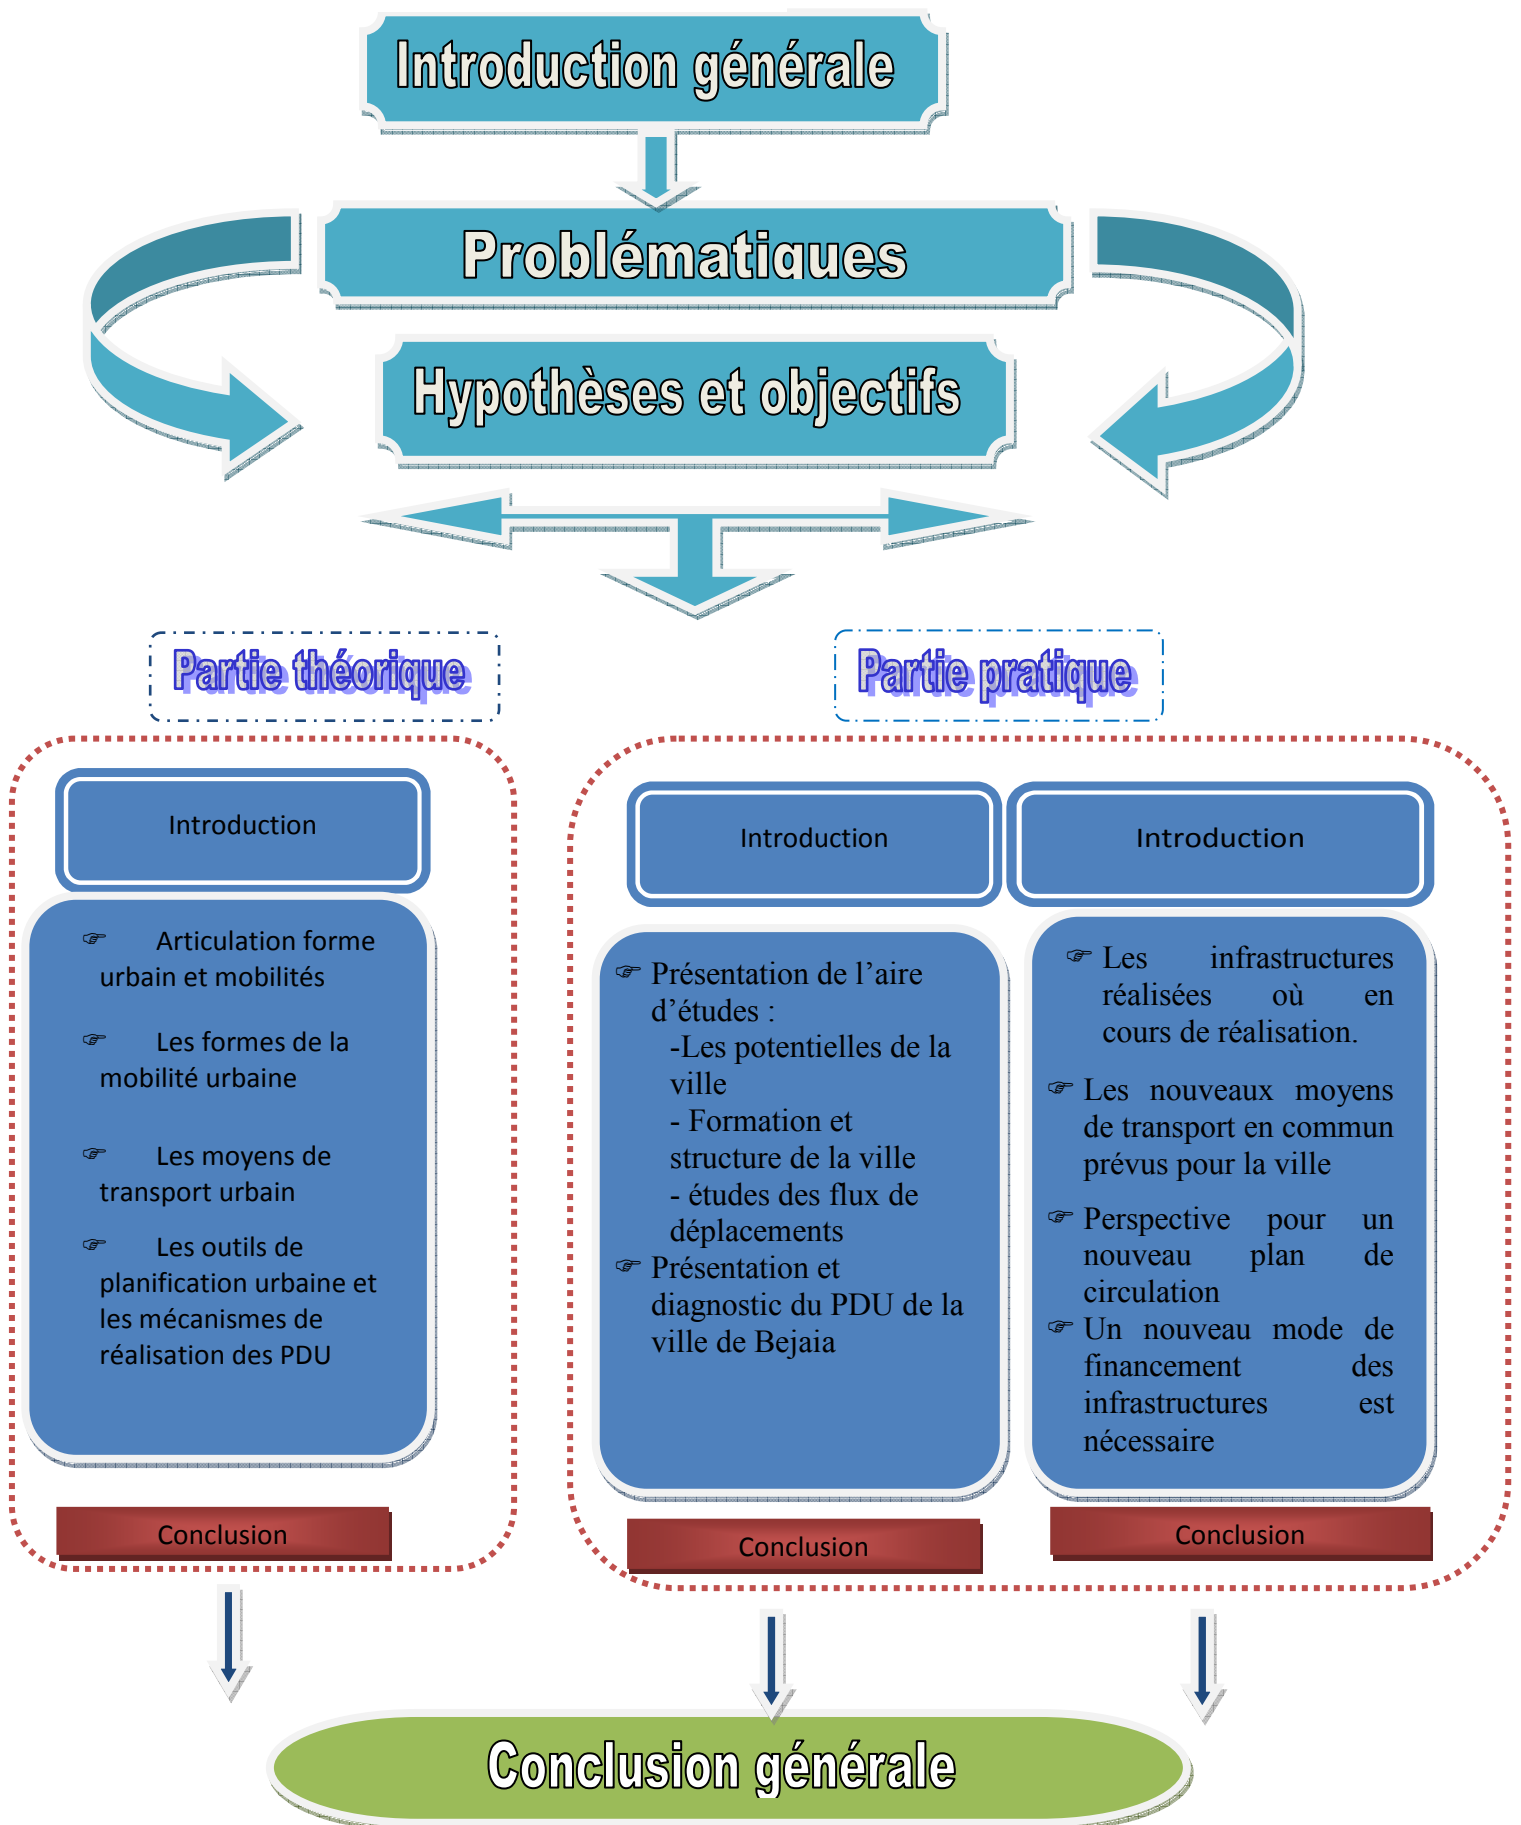 Introduction générale
Problématiques
Hypothèses et objectifs
Partie théorique
Introduction
☞ Articulation forme
urbain et mobilités
☞ Les formes de la
mobilité urbaine
☞ Les moyens de
transport urbain
☞ Les outils de
planification urbaine et
les mécanismes de
réalisation des PDU
Conclusion
Partie pratique
Introduction
☞ Présentation de l’aire
d’études :
-Les potentielles de la
ville
- Formation et
structure de la ville
- études des flux de
déplacements
☞ Présentation et
diagnostic du PDU de la
ville de Bejaia
Conclusion
Introduction
☞ Les infrastructures
réalisées où en
cours de réalisation.
☞ Les nouveaux moyens
de transport en commun
prévus pour la ville
☞ Perspective pour un
nouveau plan de
circulation
☞ Un nouveau mode de
financement des
infrastructures est
nécessaire
Conclusion
Conclusion générale